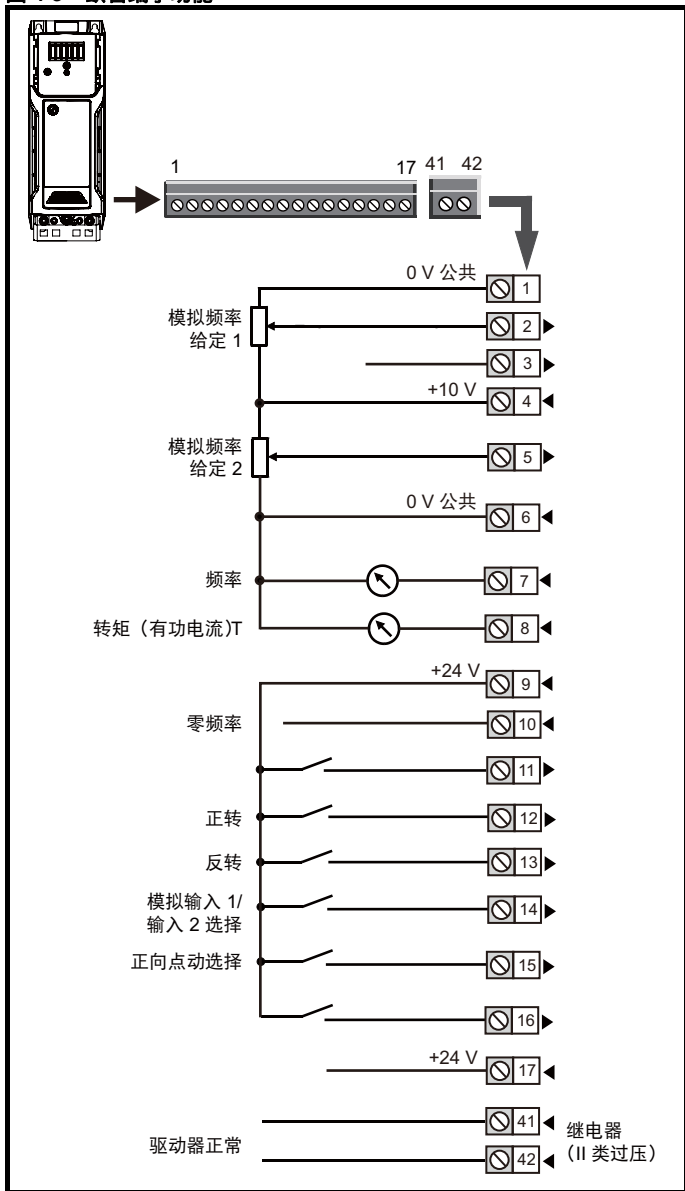 1
17
41
42
0 V 公共
1
模拟频率
给定 1
2
3
+10 V
4
模拟频率
给定 2
5
0 V 公共
6
频率
7
转矩（有功电流）T
8
+24 V
9
零频率
10
11
正转
12
反转
13
模拟输入 1/
输入 2 选择
14
正向点动选择
15
16
+24 V
17
41
驱动器正常
继电器
（II 类过压）
42